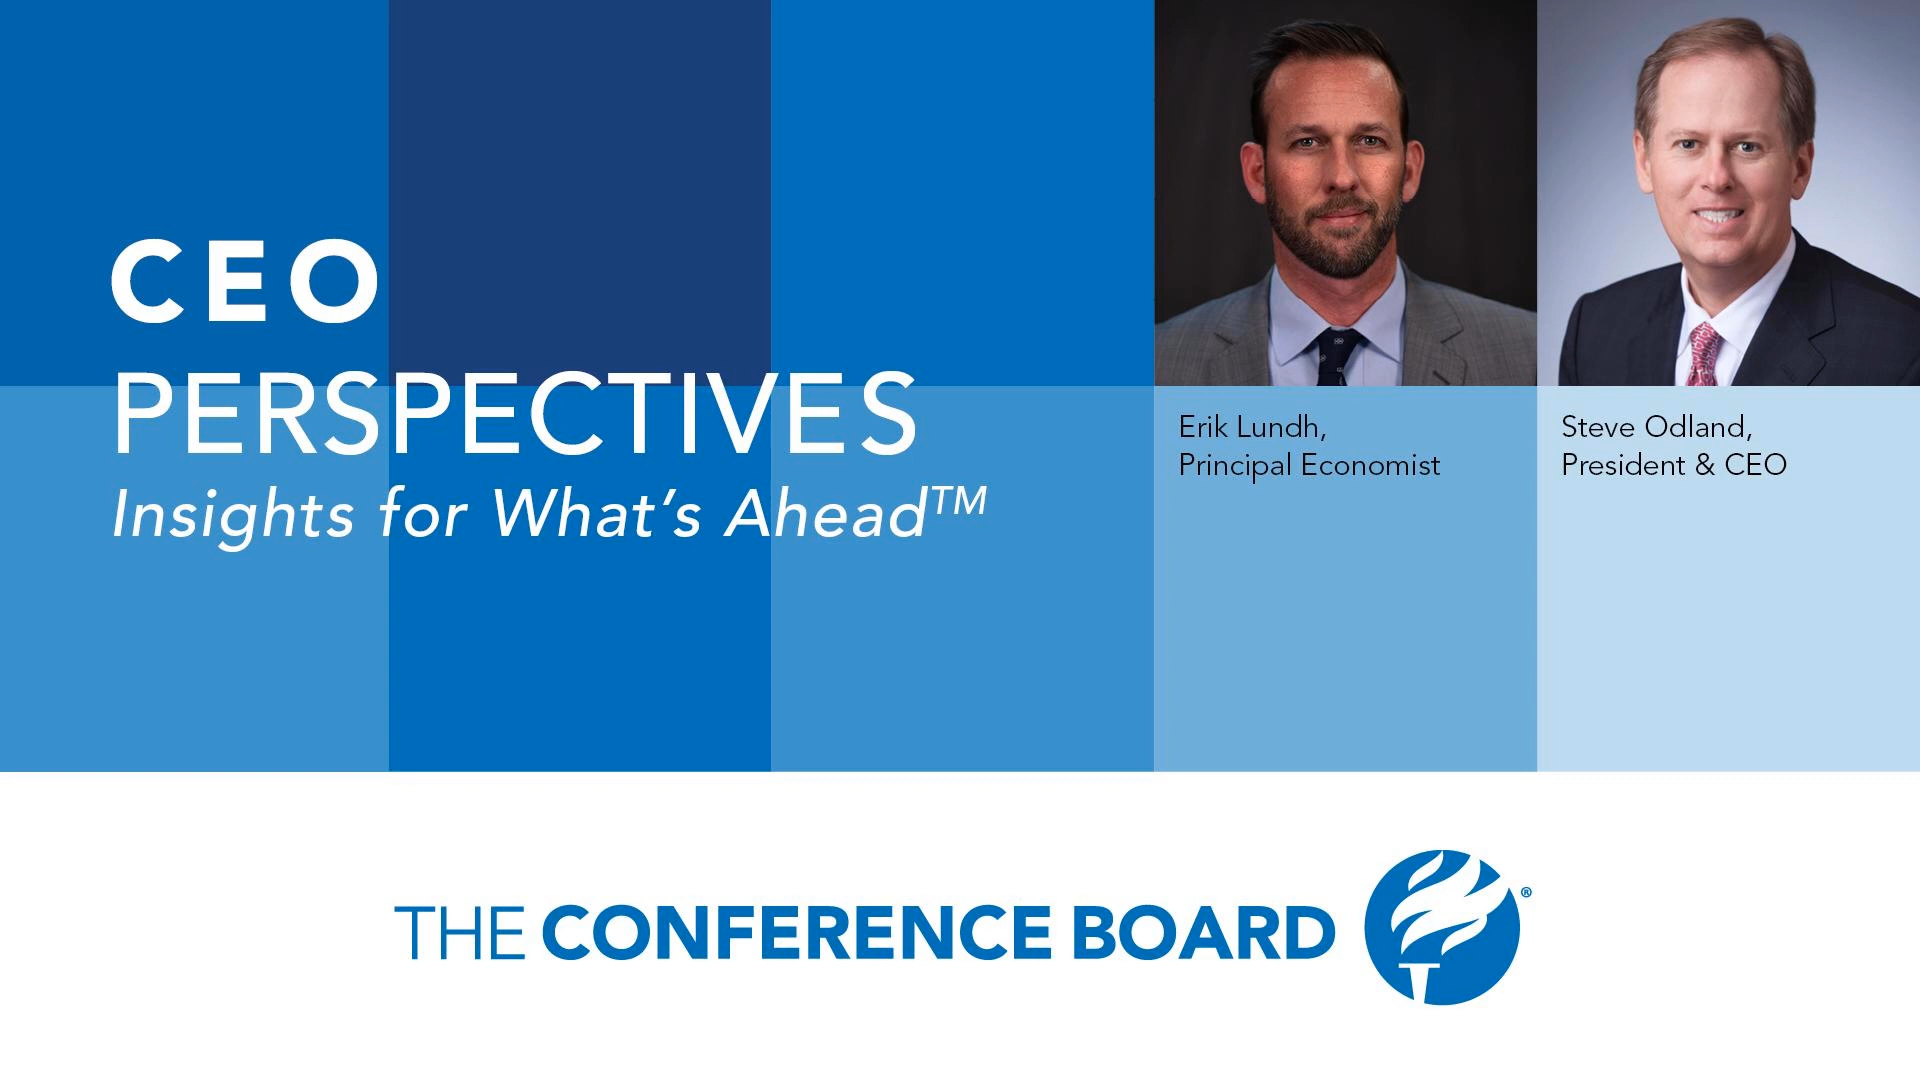 CEO
PERSPECTIVES
Insights for What's Ahead™
Erik Lundh,
Principal Economist
Steve Odland,
President & CEO
THE CONFERENCE BOARD ®